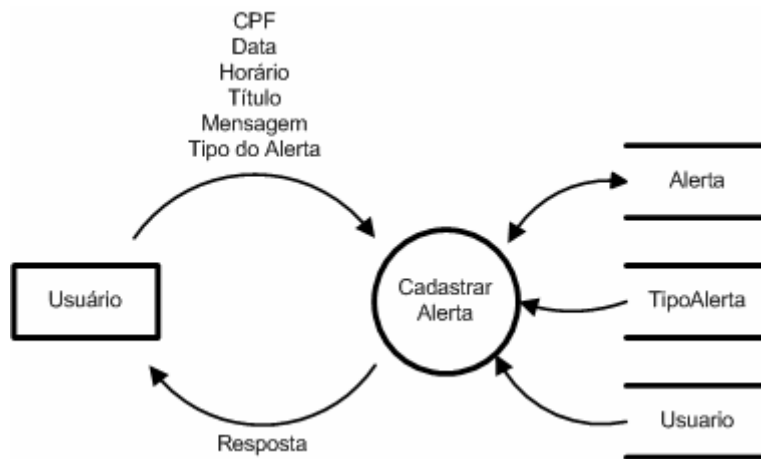 CPF
Data
Horário
Título
Mensagem
Tipo do Alerta
Alerta
Usuário
Cadastrar
Alerta
TipoAlerta
Usuario
Resposta